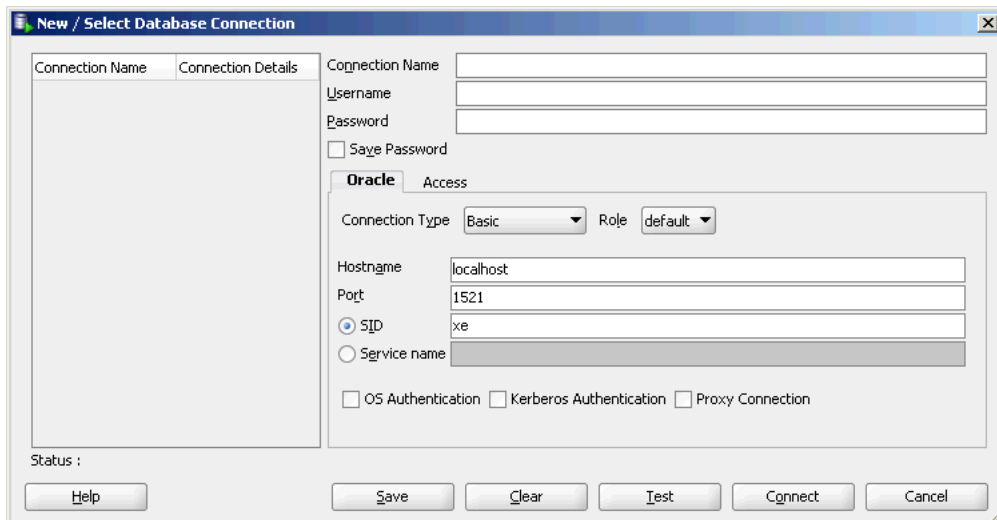 New / Select Database Connection
Connection Name Connection Details
Connection Name
Username
Password
Save Password
Oracle Access
Connection Type Basic Role default
Hostname localhost
Port 1521
SID xe
Service name
OS Authentication Kerberos Authentication Proxy Connection
Status :
Help Save Clear Test Connect Cancel